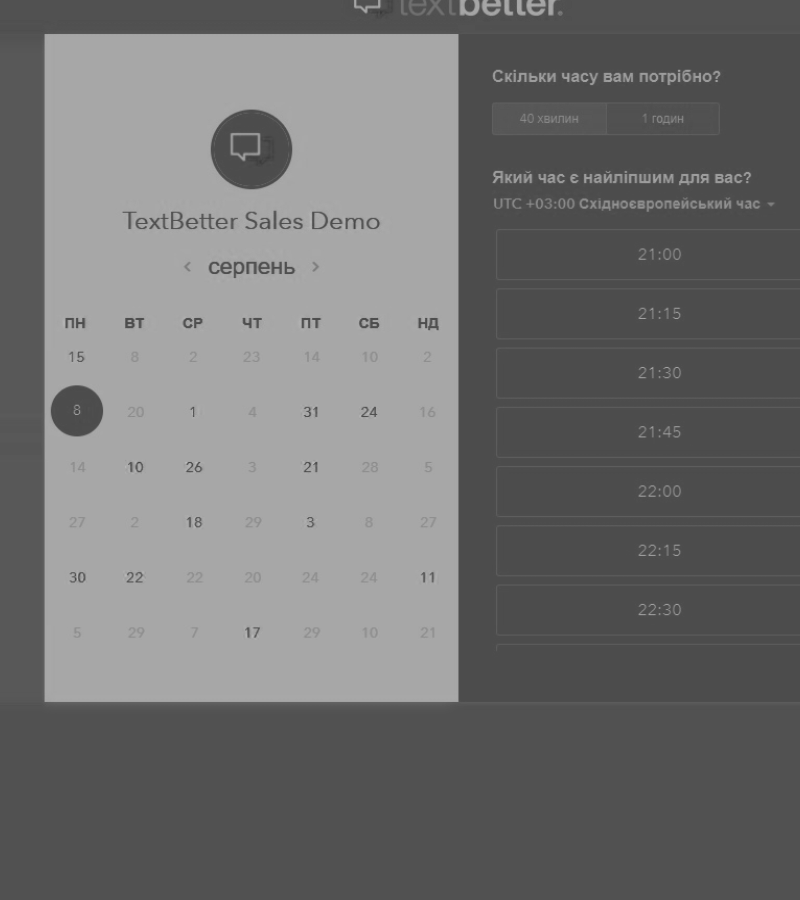 textbetter.
TextBetter Sales Demo
серпень
ПН ВТ СР ЧТ ПТ СБ НД
15 8 2 23 14 10 2
8 20 1 4 31 24 16
14 10 26 3 21 28 5
27 2 18 29 3 8 27
30 22 22 20 24 24 11
5 29 7 17 29 10 21
Скільки часу вам потрібно?
40 хвилин 1 годин
Який час є найліпшим для вас?
UTC +03:00 Східноєвропейський час
21:00
21:15
21:30
21:45
22:00
22:15
22:30